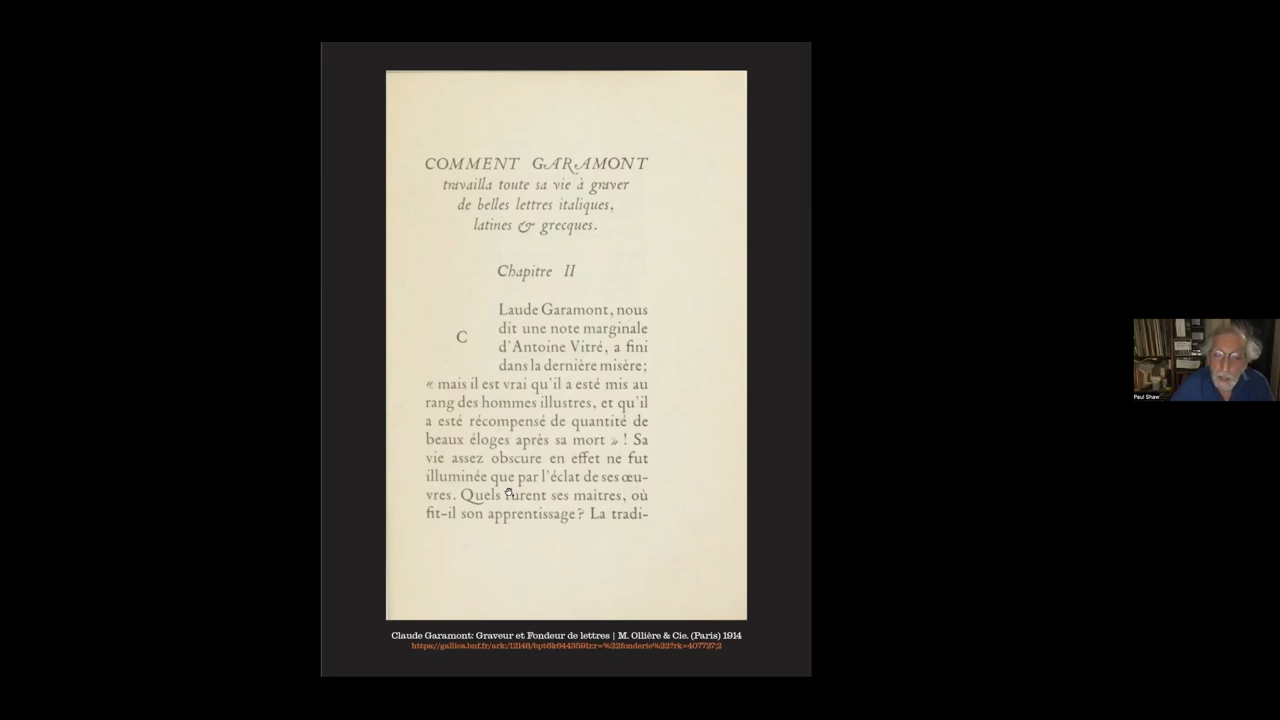 COMMENT GARAMONT
travailla toute sa vie à graver
de belles lettres italiques,
latines & grecques.
Chapitre II
C
Laude Garamont, nous
dit une note marginale
d'Antoine Vitré, a fini
dans la dernière misère;
« mais il est vrai qu'il a esté mis au
rang des hommes illustres, et qu'il
a esté récompensé de quantité de
beaux éloges après sa mort » ! Sa
vie assez obscure en effet ne fut
illuminée que par l'éclat de ses œu-
vres. Quels furent ses maîtres, où
fit-il son apprentissage? La tradi-
Claude Garamont: Graveur et Fondeur de lettres | M. Ollière & Cie. (Paris) 1914
Paul Shaw